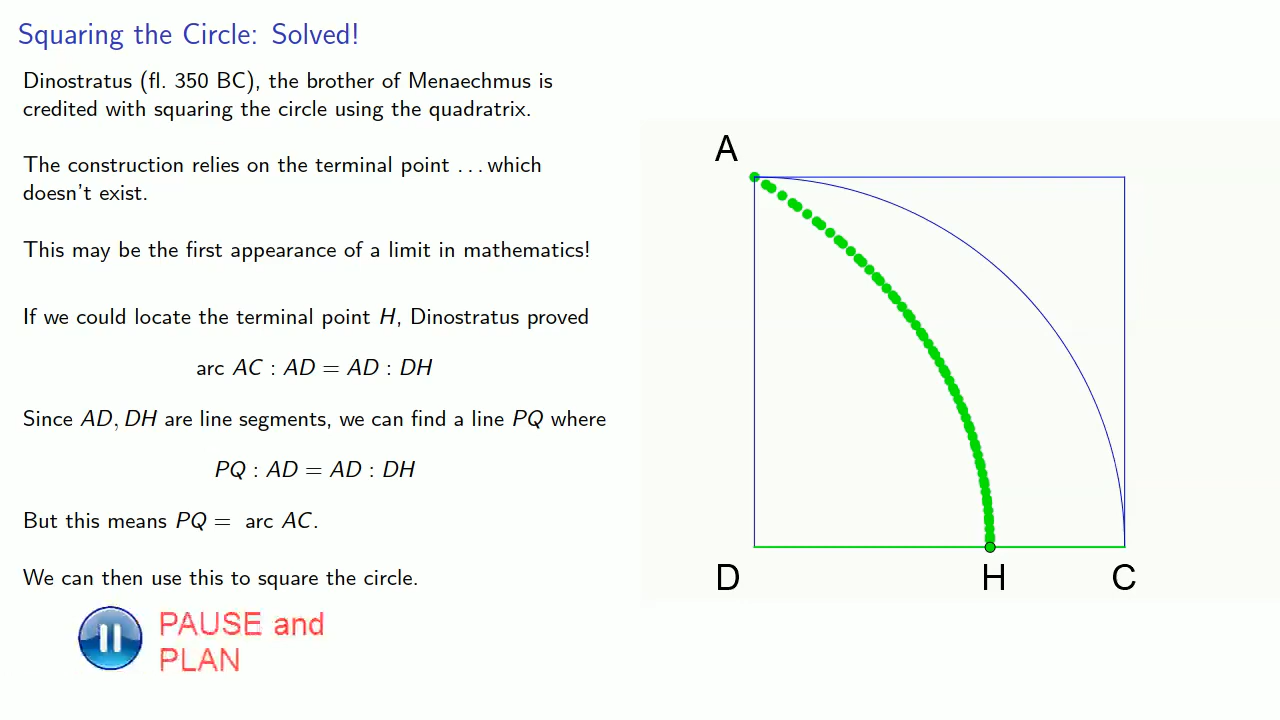 Squaring the Circle: Solved!
Dinostratus (fl. 350 BC), the brother of Menaechmus is
credited with squaring the circle using the quadratrix.
The construction relies on the terminal point ...which
doesn't exist.
This may be the first appearance of a limit in mathematics!
If we could locate the terminal point H, Dinostratus proved
arc AC : AD = AD : DH
Since AD, DH are line segments, we can find a line PQ where
PQ : AD = AD : DH
But this means PQ = arc AC.
We can then use this to square the circle.
PAUSE and
PLAN
A
D
H
C